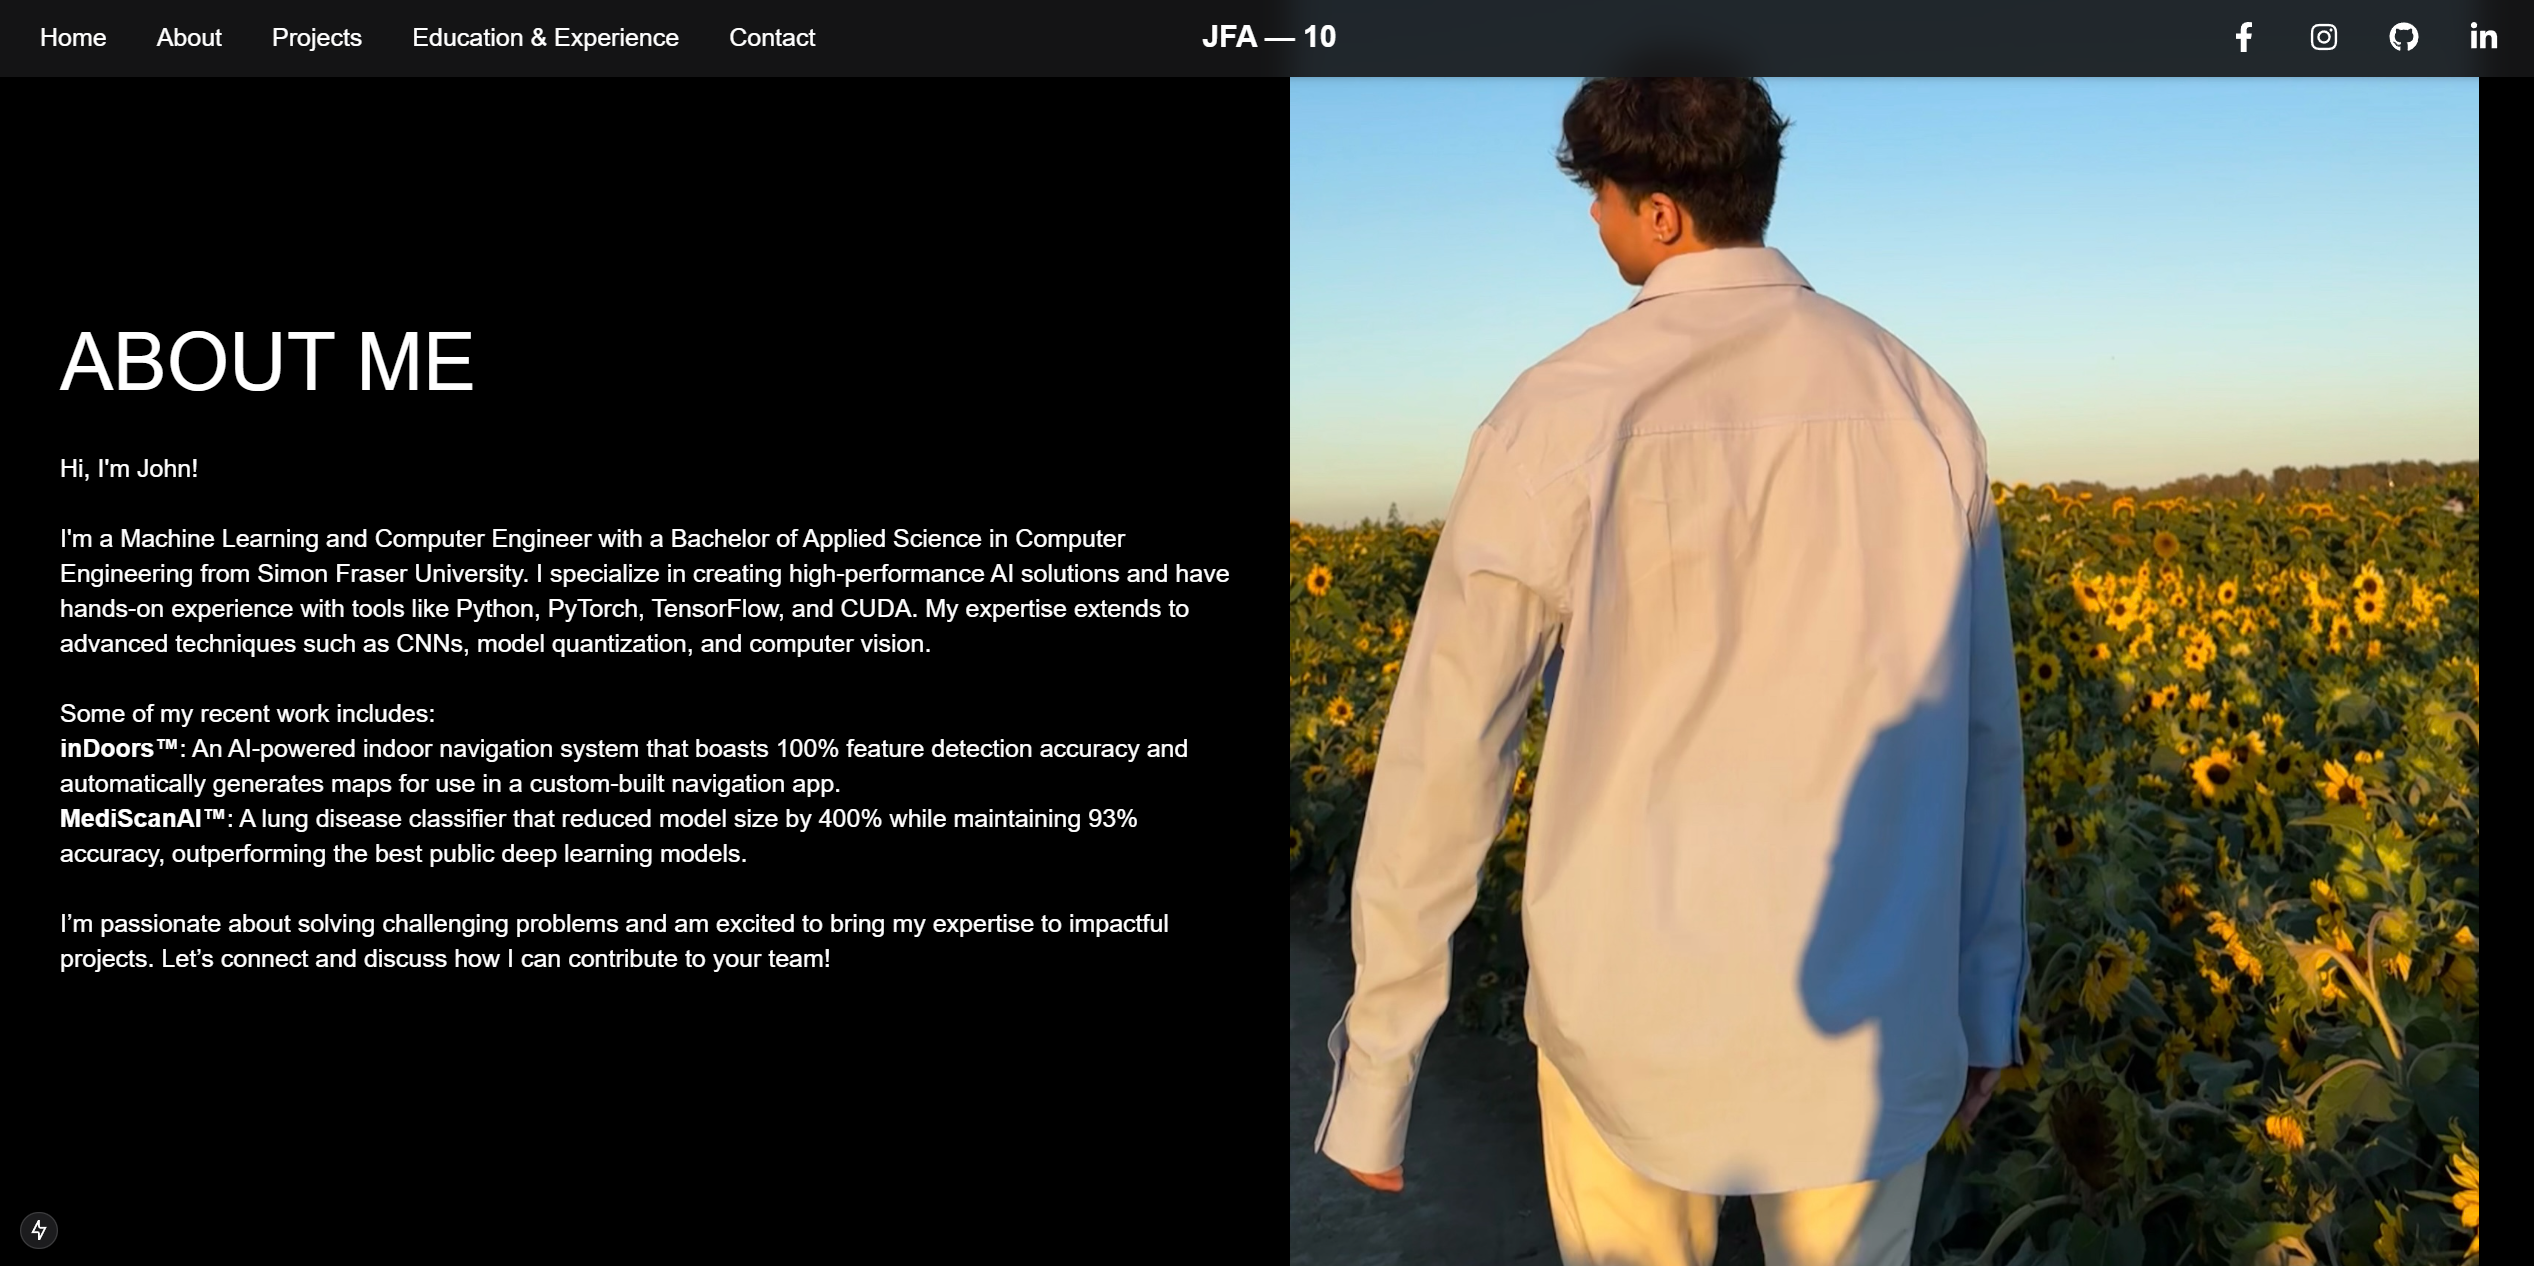 Home About Projects Education & Experience Contact JFA — 10
ABOUT ME
Hi, I'm John!
I'm a Machine Learning and Computer Engineer with a Bachelor of Applied Science in Computer
Engineering from Simon Fraser University. I specialize in creating high-performance AI solutions and have
hands-on experience with tools like Python, PyTorch, TensorFlow, and CUDA. My expertise extends to
advanced techniques such as CNNs, model quantization, and computer vision.
Some of my recent work includes:
inDoors™: An AI-powered indoor navigation system that boasts 100% feature detection accuracy and
automatically generates maps for use in a custom-built navigation app.
MediScanAI™: A lung disease classifier that reduced model size by 400% while maintaining 93%
accuracy, outperforming the best public deep learning models.
I’m passionate about solving challenging problems and am excited to bring my expertise to impactful
projects. Let’s connect and discuss how I can contribute to your team!